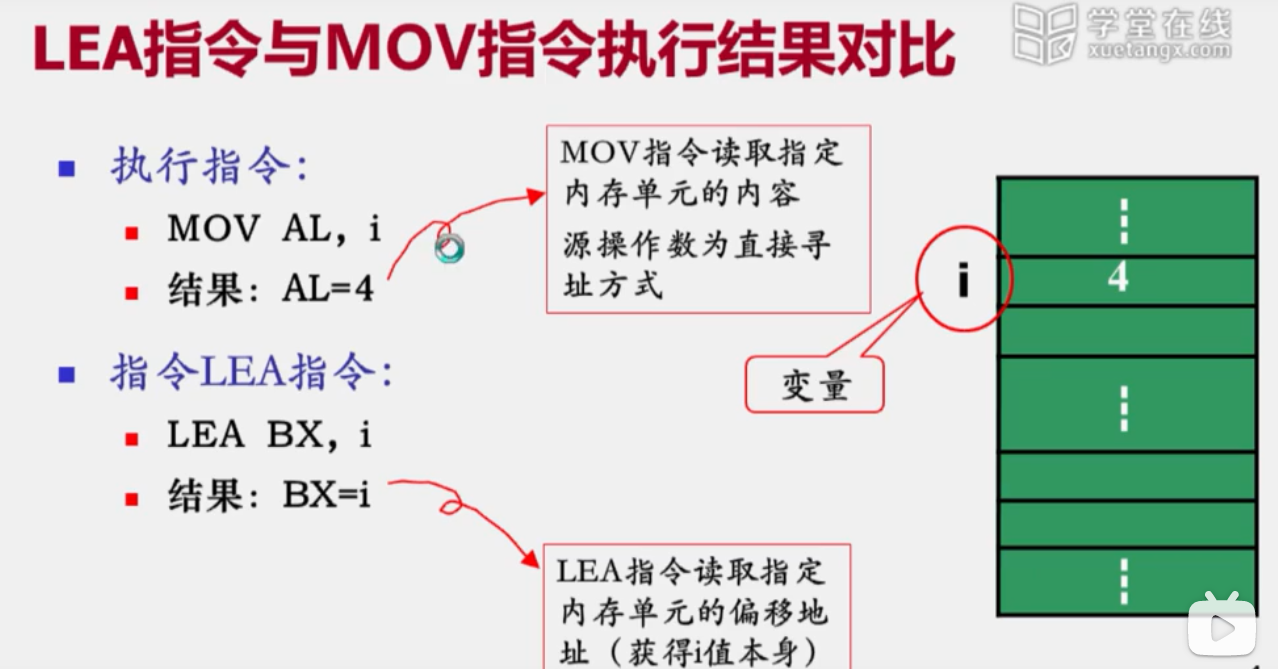 LEA指令与MOV指令执行结果对比
学堂在线
xuetangx.com
执行指令：
MOV AL，i
结果：AL=4
MOV指令读取指定
内存单元的内容
源操作数为直接寻
址方式
i
4
变量
指令LEA指令：
LEA BX，i
结果：BX=i
LEA指令读取指定
内存单元的偏移地
址（获得i值本身）